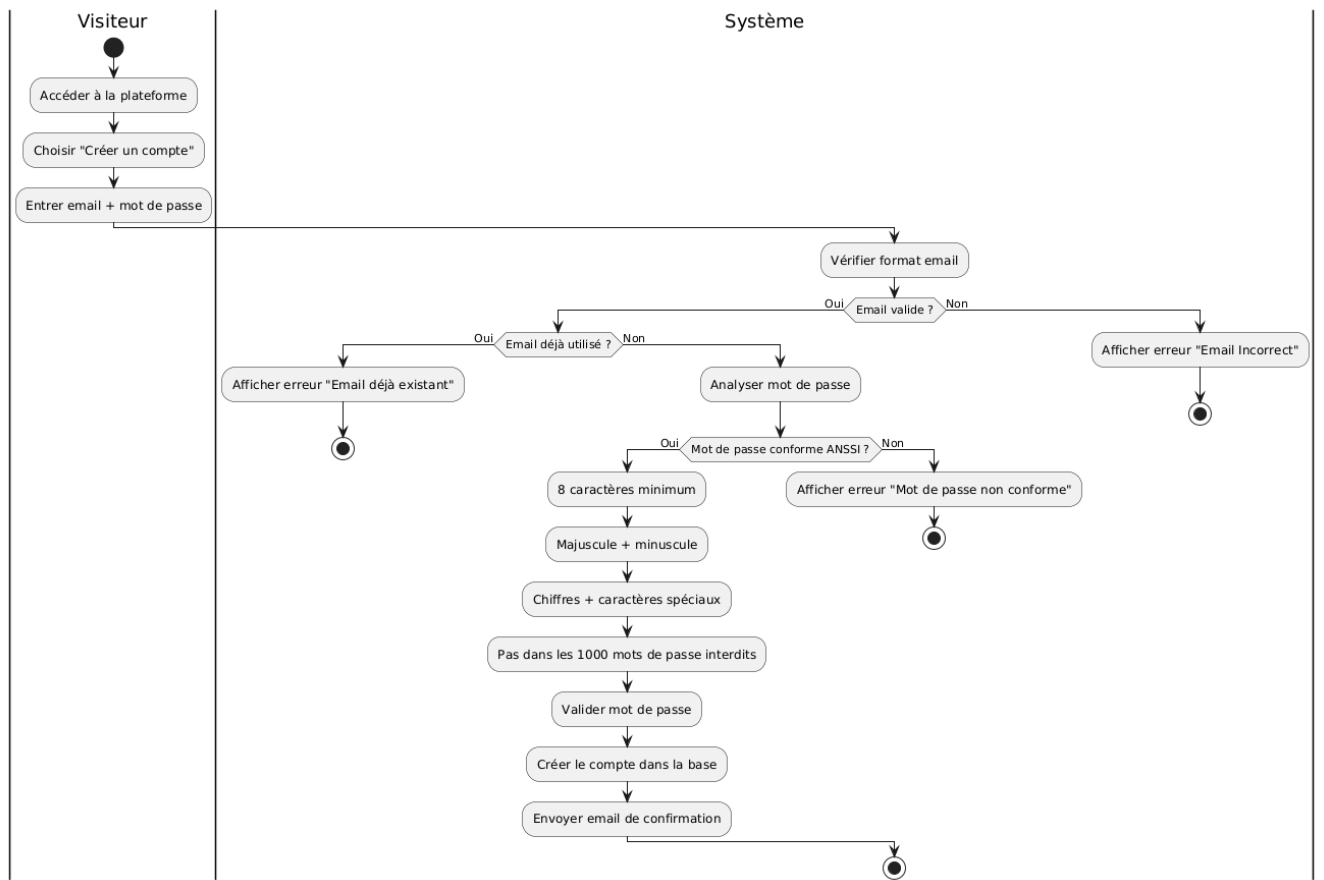 Visiteur
Système
Accéder à la plateforme
Choisir "Créer un compte"
Entrer email + mot de passe
Vérifier format email
Oui
Email valide ?
Non
Oui
Email déjà utilisé ?
Non
Afficher erreur "Email Incorrect"
Afficher erreur "Email déjà existant"
Analyser mot de passe
Oui
Mot de passe conforme ANSSI ?
Non
8 caractères minimum
Afficher erreur "Mot de passe non conforme"
Majuscule + minuscule
Chiffres + caractères spéciaux
Pas dans les 1000 mots de passe interdits
Valider mot de passe
Créer le compte dans la base
Envoyer email de confirmation